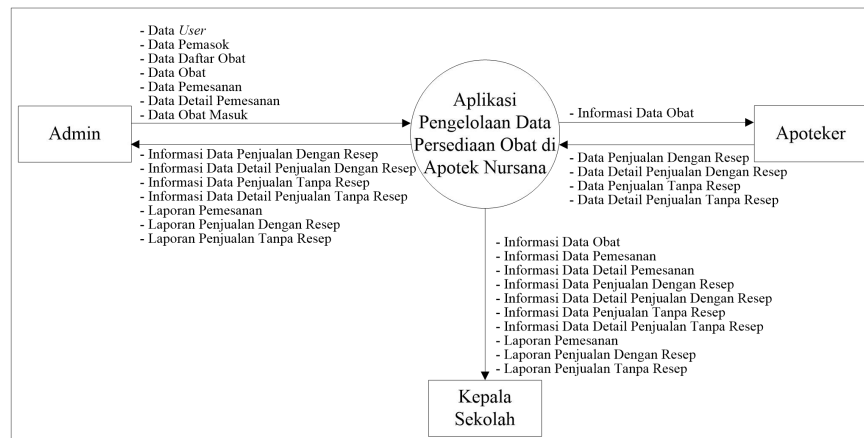 - Data User
- Data Pemasok
- Data Daftar Obat
- Data Obat
- Data Pemesanan
- Data Detail Pemesanan
- Data Obat Masuk
Admin
Aplikasi
Pengelolaan Data
Persediaan Obat di
Apotek Nursana
- Informasi Data Obat
Apoteker
- Informasi Data Penjualan Dengan Resep
- Informasi Data Detail Penjualan Dengan Resep
- Informasi Data Penjualan Tanpa Resep
- Informasi Data Detail Penjualan Tanpa Resep
- Laporan Pemesanan
- Laporan Penjualan Dengan Resep
- Laporan Penjualan Tanpa Resep
- Data Penjualan Dengan Resep
- Data Detail Penjualan Dengan Resep
- Data Penjualan Tanpa Resep
- Data Detail Penjualan Tanpa Resep
- Informasi Data Obat
- Informasi Data Pemesanan
- Informasi Data Detail Pemesanan
- Informasi Data Penjualan Dengan Resep
- Informasi Data Detail Penjualan Dengan Resep
- Informasi Data Penjualan Tanpa Resep
- Informasi Data Detail Penjualan Tanpa Resep
- Laporan Pemesanan
- Laporan Penjualan Dengan Resep
- Laporan Penjualan Tanpa Resep
Kepala
Sekolah